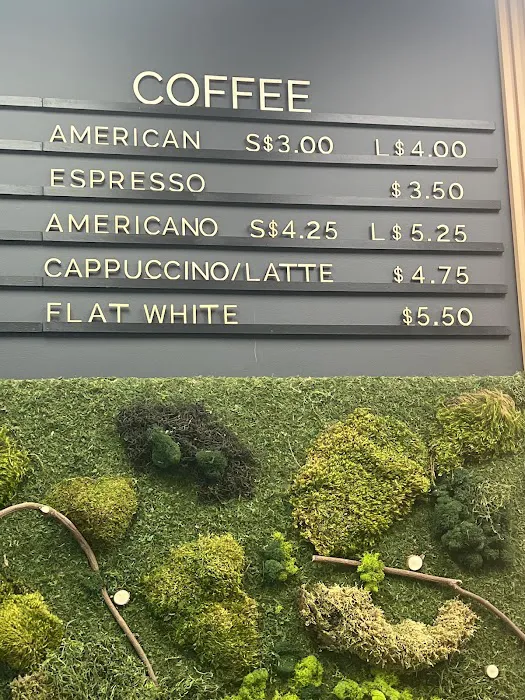 COFFEE
AMERICAN S$3.00 L$4.00
ESPRESSO $3.50
AMERICANO S$4.25 L$5.25
CAPPUCCINO/LATTE $4.75
FLAT WHITE $5.50